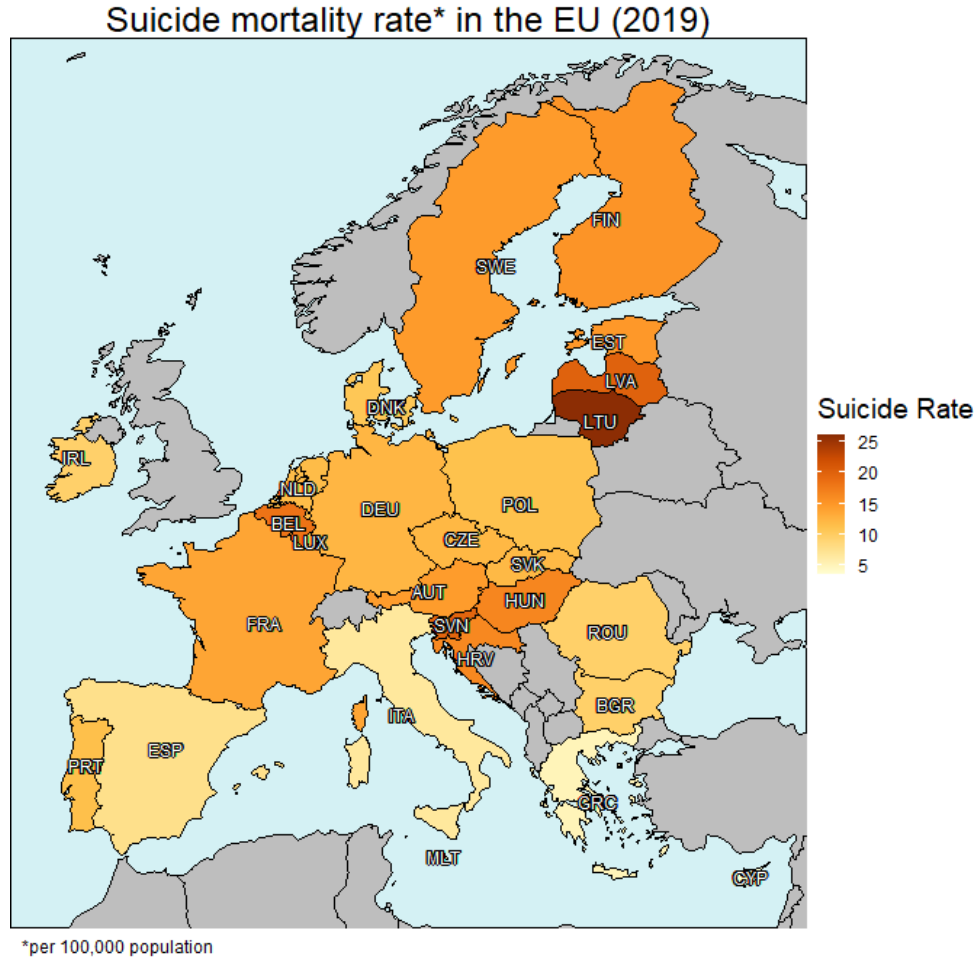 Suicide mortality rate* in the EU (2019)
FIN
SWE
EST
LVA
DNK
LTU
IRL
NLD
DEU
POL
BEL
CZE
LUX
SVK
AUT
HUN
FRA
SVN
ROU
HRV
BGR
ITA
ESP
PRT
GRC
MLT
CYP
Suicide Rate
25
20
15
10
5
*per 100,000 population